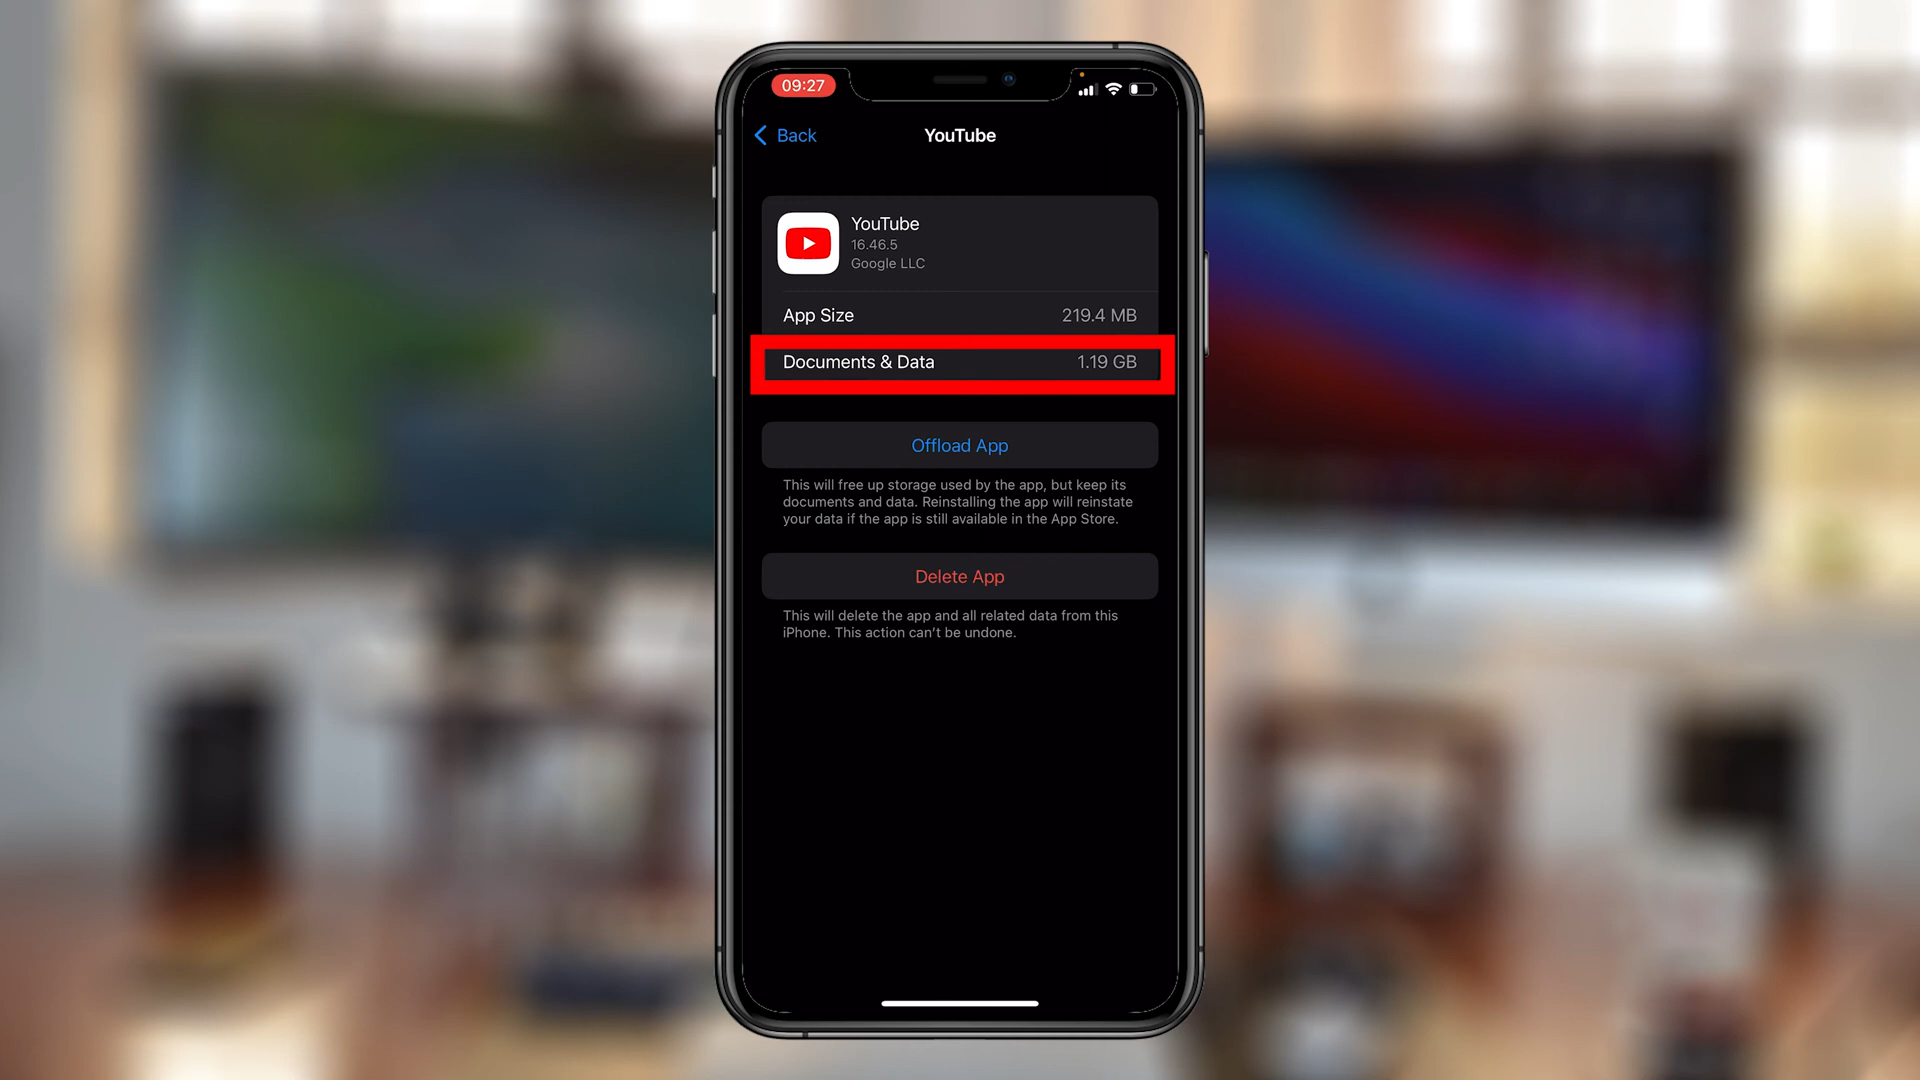 09:27
Back
YouTube
YouTube
16.46.5
Google LLC
App Size 219.4 MB
Documents & Data 1.19 GB
Offload App
This will free up storage used by the app, but keep its
documents and data. Reinstalling the app will reinstate
your data if the app is still available in the App Store.
Delete App
This will delete the app and all related data from this
iPhone. This action can't be undone.